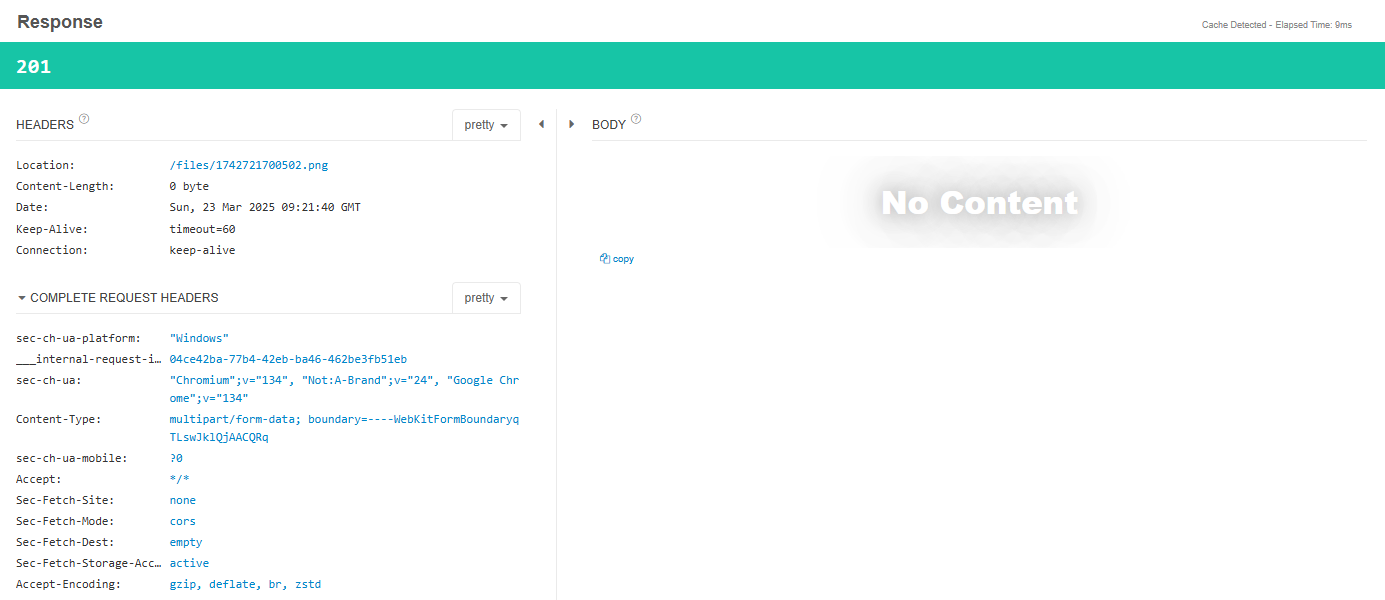 Response
Cache Detected - Elapsed Time: 9ms
201
HEADERS ?
pretty
Location: /files/1742721700502.png
Content-Length: 0 byte
Date: Sun, 23 Mar 2025 09:21:40 GMT
Keep-Alive: timeout=60
Connection: keep-alive
COMPLETE REQUEST HEADERS
pretty
sec-ch-ua-platform: "Windows"
___internal-request-i… 04ce42ba-77b4-42eb-ba46-462be3fb51eb
sec-ch-ua: "Chromium";v="134", "Not:A-Brand";v="24", "Google Chr
ome";v="134"
Content-Type: multipart/form-data; boundary=----WebKitFormBoundaryq
TLswJklQjAACQRq
sec-ch-ua-mobile: ?0
Accept: */*
Sec-Fetch-Site: none
Sec-Fetch-Mode: cors
Sec-Fetch-Dest: empty
Sec-Fetch-Storage-Acc… active
Accept-Encoding: gzip, deflate, br, zstd
BODY ?
No Content
copy